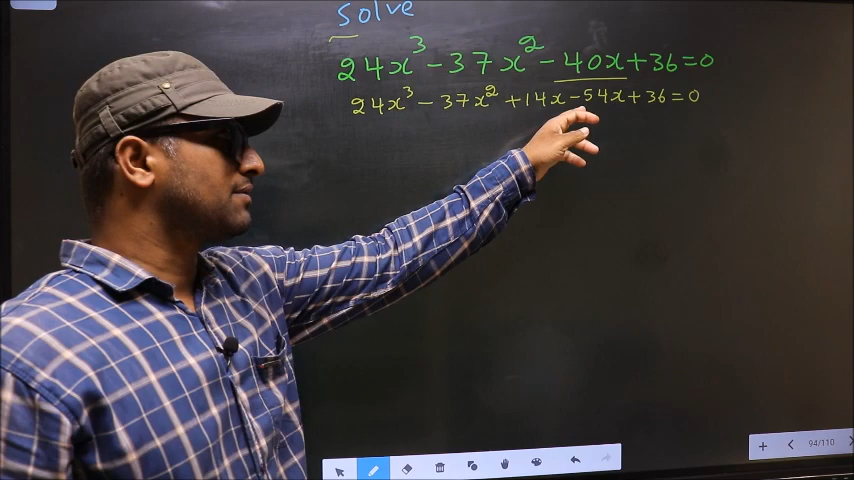 Solve
24x³ - 37x² - 40x + 36 = 0
24x³ - 37x² + 14x - 54x + 36 = 0
94/110